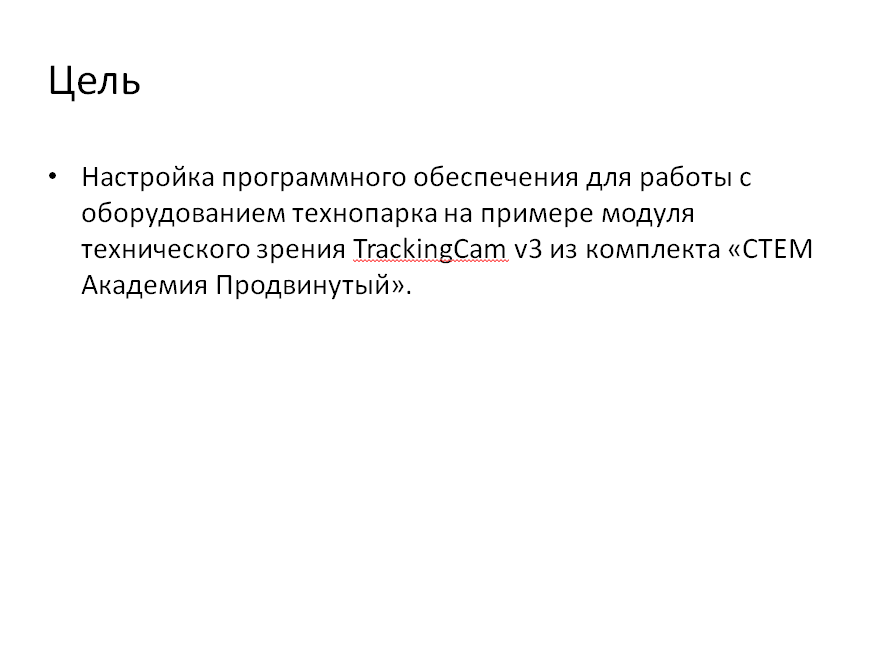 Цель
• Настройка программного обеспечения для работы с
оборудованием технопарка на примере модуля
технического зрения TrackingCam v3 из комплекта «СТЕМ
Академия Продвинутый».